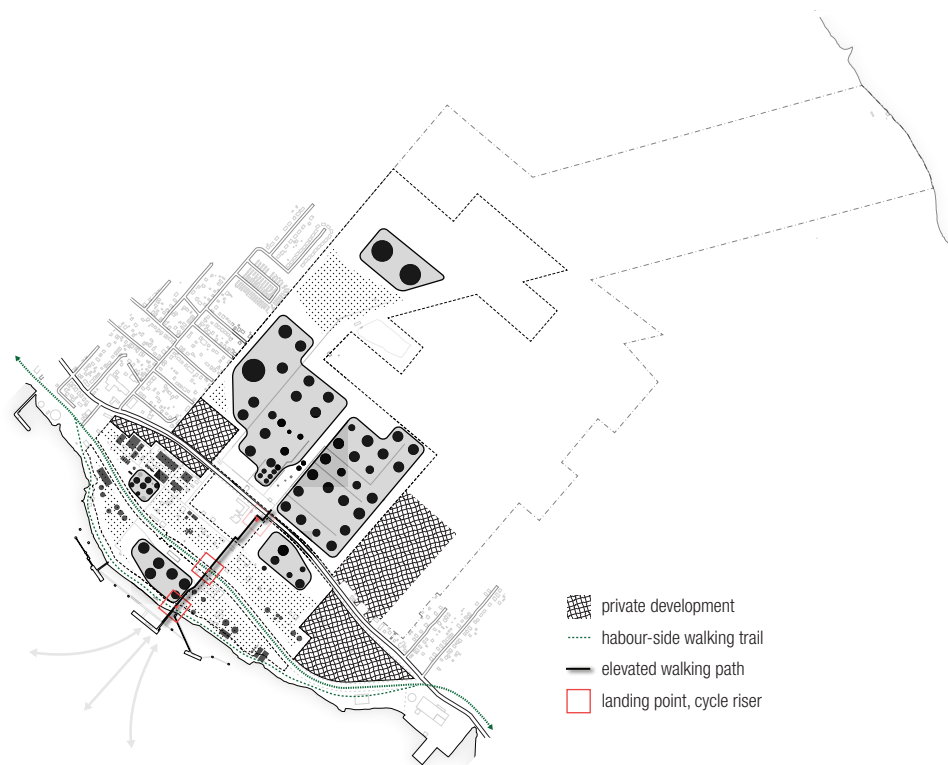 private development
habour-side walking trail
elevated walking path
landing point, cycle riser